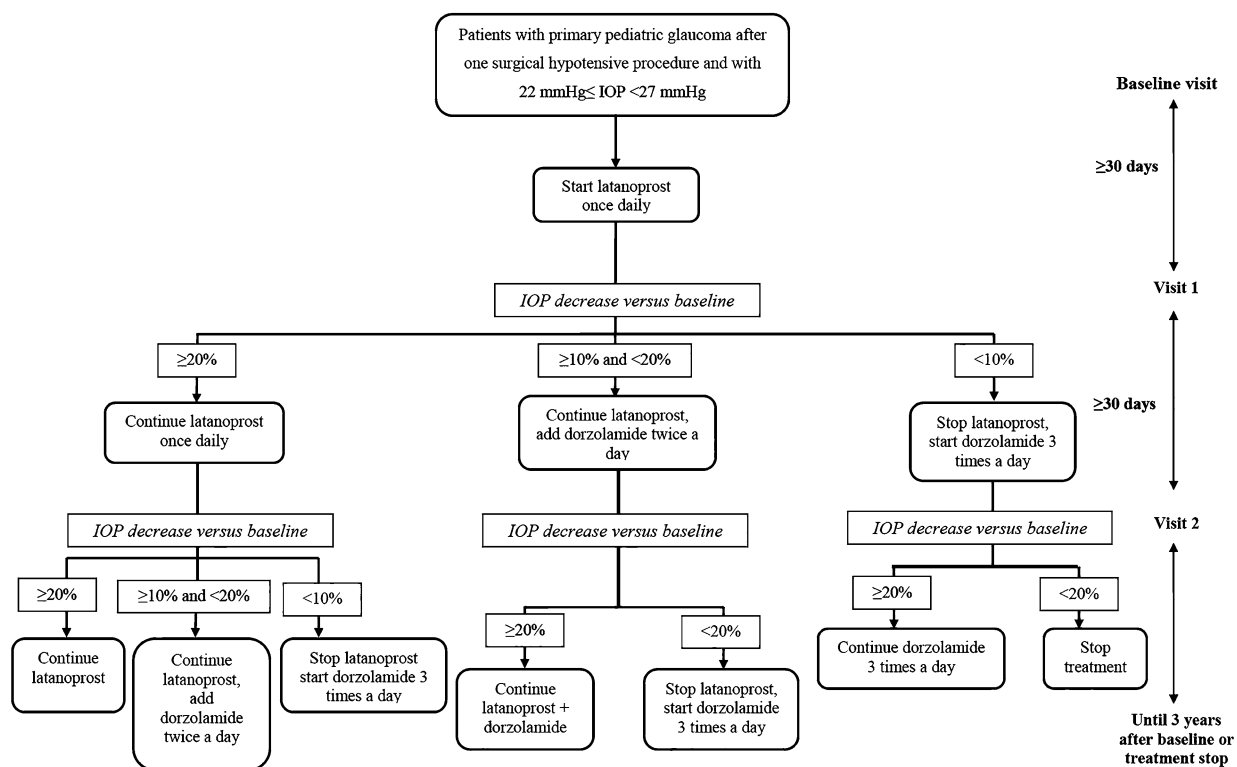 Patients with primary pediatric glaucoma after
one surgical hypotensive procedure and with
22 mmHg≤ IOP <27 mmHg
Baseline visit
≥30 days
Start latanoprost
once daily
Visit 1
IOP decrease versus baseline
≥20%
≥10% and <20%
<10%
Continue latanoprost
once daily
Continue latanoprost,
add dorzolamide twice a
day
Stop latanoprost,
start dorzolamide 3
times a day
≥30 days
IOP decrease versus baseline
IOP decrease versus baseline
IOP decrease versus baseline
Visit 2
≥20%
≥10% and <20%
<10%
≥20%
<20%
≥20%
<20%
Continue
latanoprost
Continue
latanoprost,
add
dorzolamide
twice a day
Stop latanoprost
start dorzolamide 3
times a day
Continue
latanoprost +
dorzolamide
Stop latanoprost,
start dorzolamide
3 times a day
Continue dorzolamide
3 times a day
Stop
treatment
Until 3 years
after baseline or
treatment stop